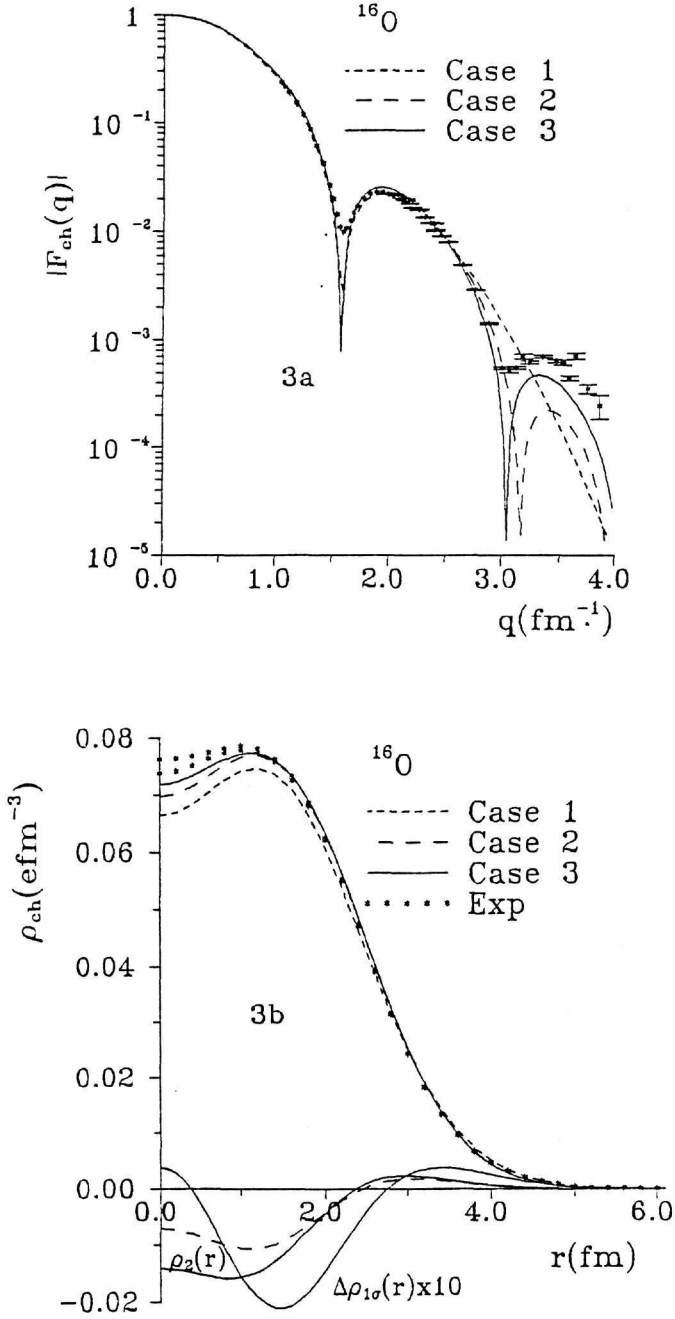 ¹⁶O
Case 1
Case 2
Case 3
|F_ch(q)|
1
10⁻¹
10⁻²
10⁻³
10⁻⁴
10⁻⁵
3a
0.0
1.0
2.0
3.0
4.0
q(fm⁻¹)
¹⁶O
Case 1
Case 2
Case 3
Exp
ρ_ch(efm⁻³)
0.08
0.06
0.04
0.02
0.00
−0.02
3b
0.0
2.0
4.0
6.0
r(fm)
ρ₂(r)
Δρ₁σ(r)x10